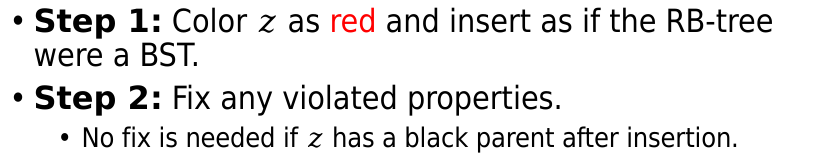 • Step 1: Color z as red and insert as if the RB-tree
were a BST.
• Step 2: Fix any violated properties.
• No fix is needed if z has a black parent after insertion.